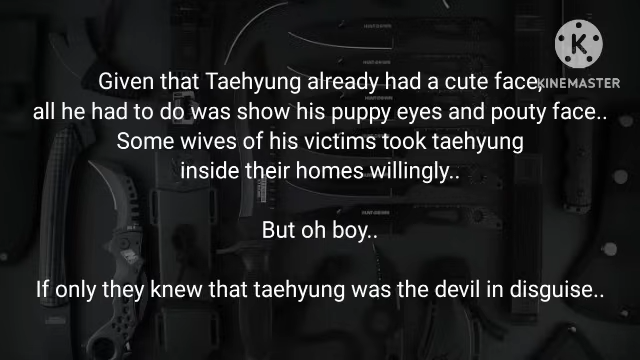 K
KINEMASTER
Given that Taehyung already had a cute face,
all he had to do was show his puppy eyes and pouty face..
Some wives of his victims took taehyung
inside their homes willingly..
But oh boy..
If only they knew that taehyung was the devil in disguise..